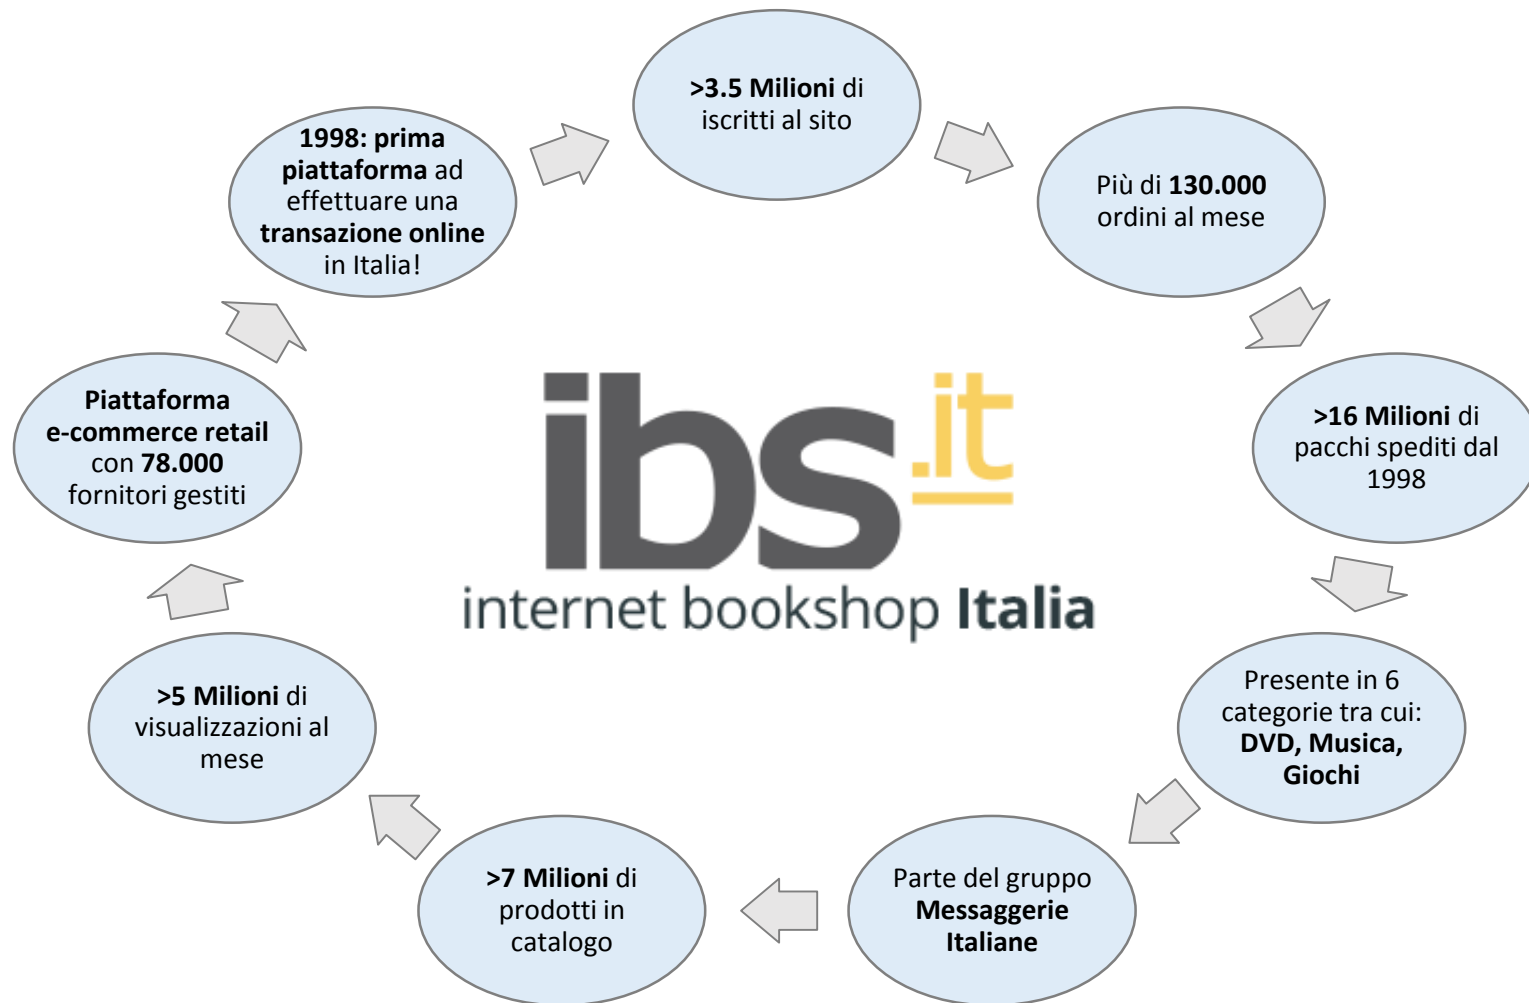 >3.5 Milioni di
iscritti al sito
Più di 130.000
ordini al mese
>16 Milioni di
pacchi spediti dal
1998
Presente in 6
categorie tra cui:
DVD, Musica,
Giochi
Parte del gruppo
Messaggerie
Italiane
>7 Milioni di
prodotti in
catalogo
>5 Milioni di
visualizzazioni al
mese
Piattaforma
e-commerce retail
con 78.000
fornitori gestiti
1998: prima
piattaforma ad
effettuare una
transazione online
in Italia!
ibs.it
internet bookshop Italia